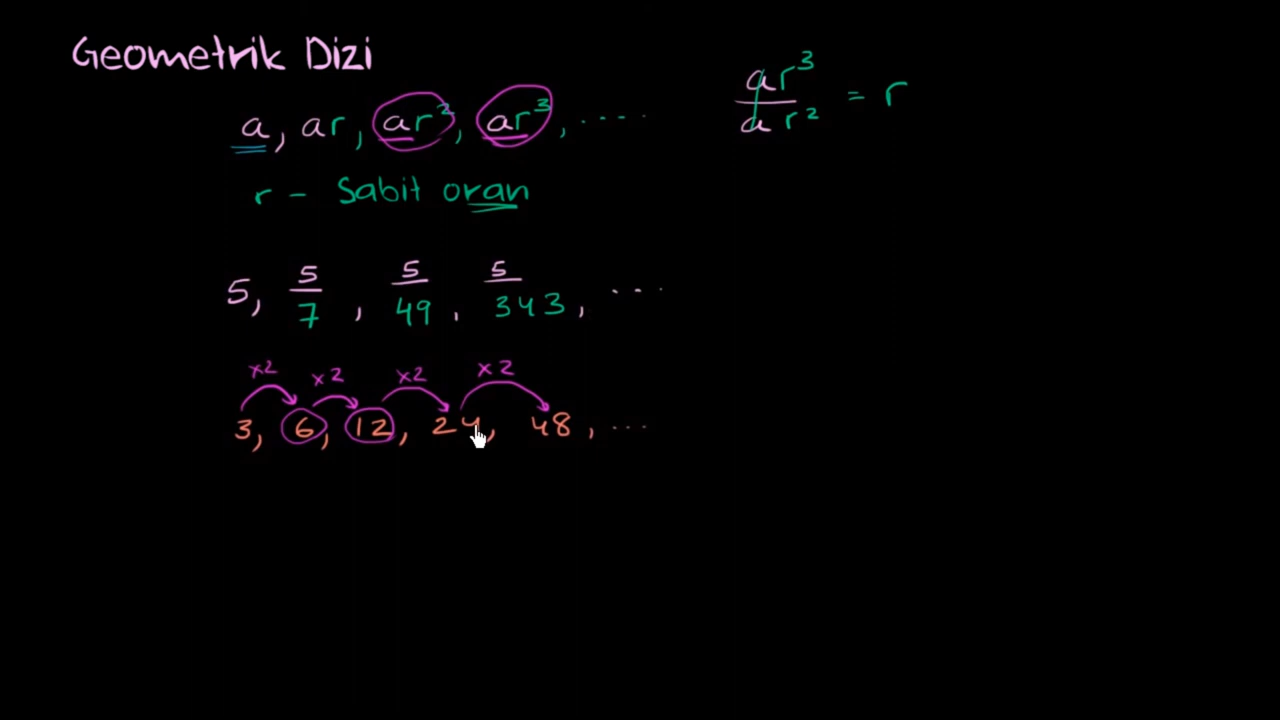 Geometrik Dizi
a, ar, ar², ar³, ....
ar³ / ar² = r
r - Sabit oran
5, 5/7, 5/49, 5/343, ...
×2 ×2 ×2 ×2
3, 6, 12, 24, 48, ...